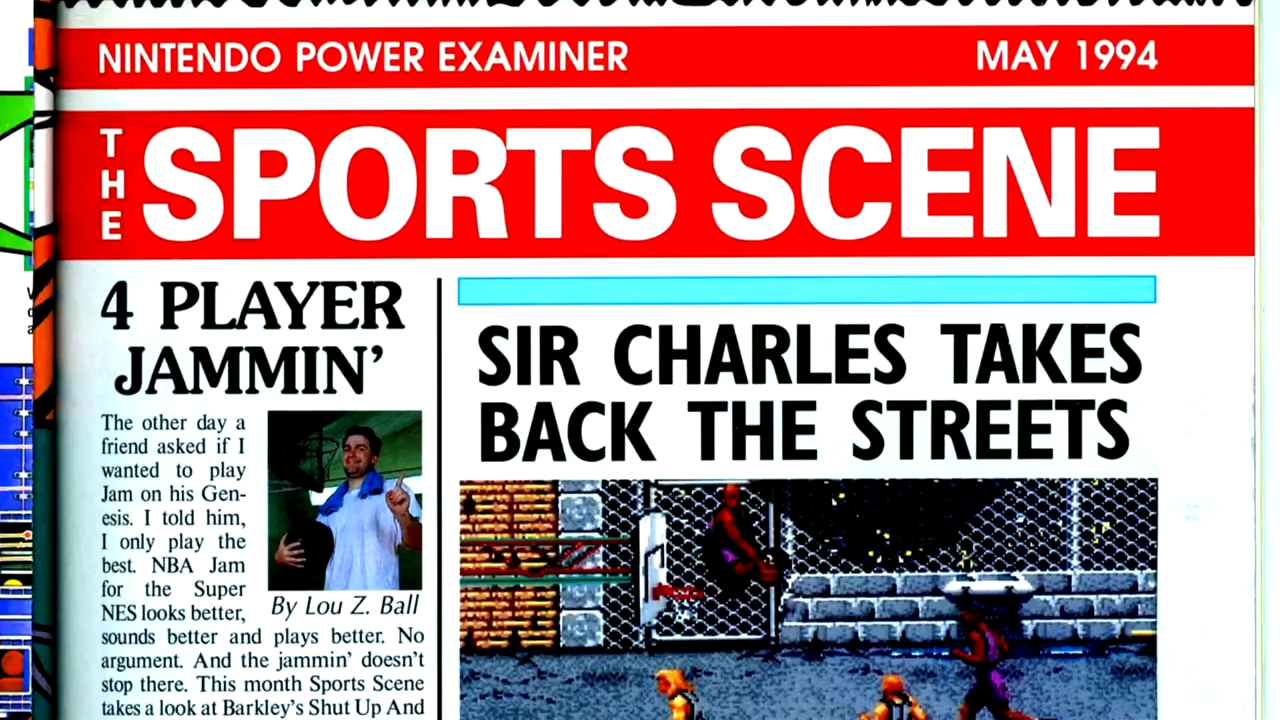 NINTENDO POWER EXAMINER
MAY 1994
THE
SPORTS SCENE
4 PLAYER
JAMMIN’
The other day a
friend asked if I
wanted to play
Jam on his Gen-
esis. I told him,
I only play the
best. NBA Jam
for the Super
NES looks better,
By Lou Z. Ball
sounds better and plays better. No
argument. And the jammin’ doesn’t
stop there. This month Sports Scene
takes a look at Barkley’s Shut Up And
SIR CHARLES TAKES
BACK THE STREETS